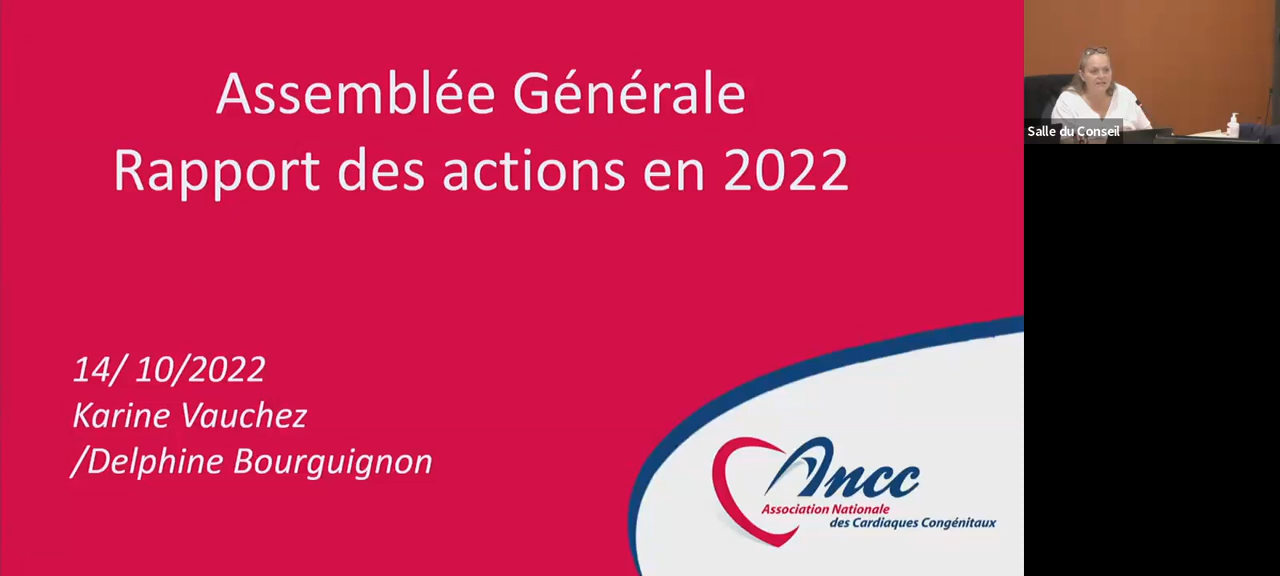 Assemblée Générale
Rapport des actions en 2022
14/ 10/2022
Karine Vauchez
/Delphine Bourguignon
Ancc
Association Nationale
des Cardiaques Congénitaux
Salle du Conseil